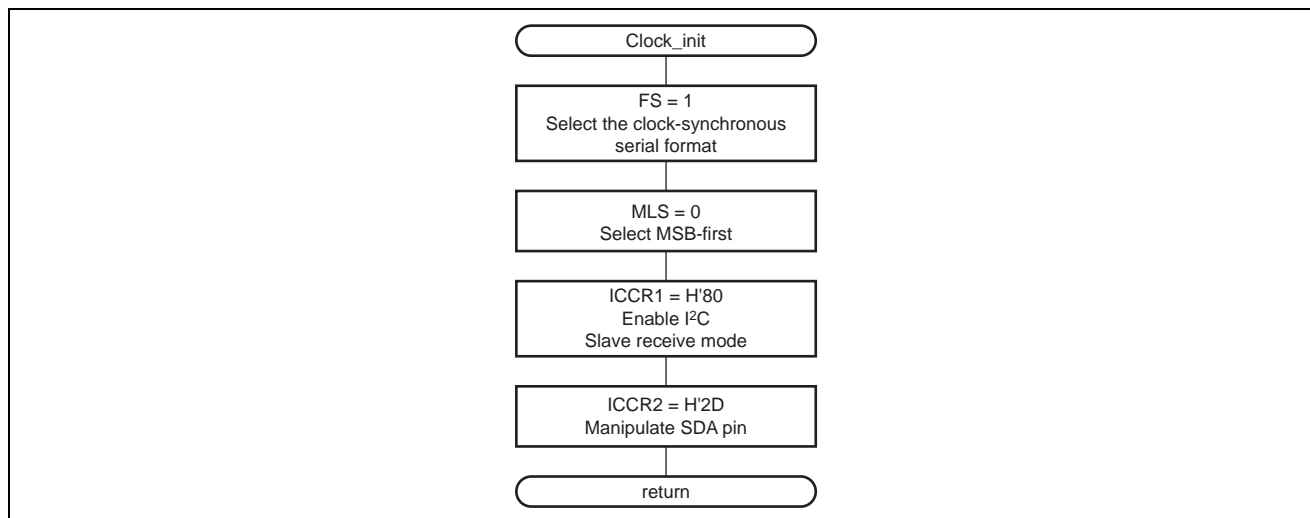 Clock_init
FS = 1
Select the clock-synchronous
serial format
MLS = 0
Select MSB-first
ICCR1 = H'80
Enable I²C
Slave receive mode
ICCR2 = H'2D
Manipulate SDA pin
return